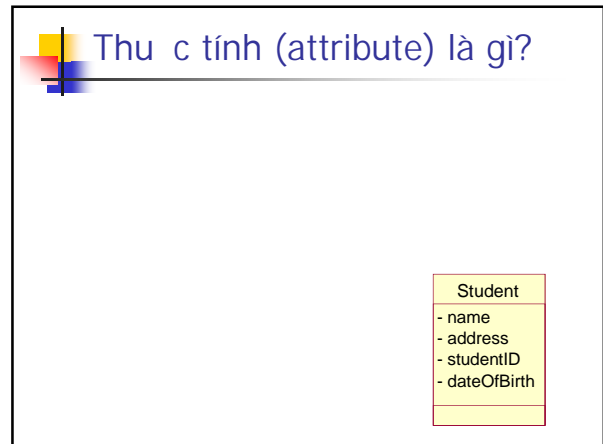 Thu c tính (attribute) là gì?
Student
- name
- address
- studentID
- dateOfBirth